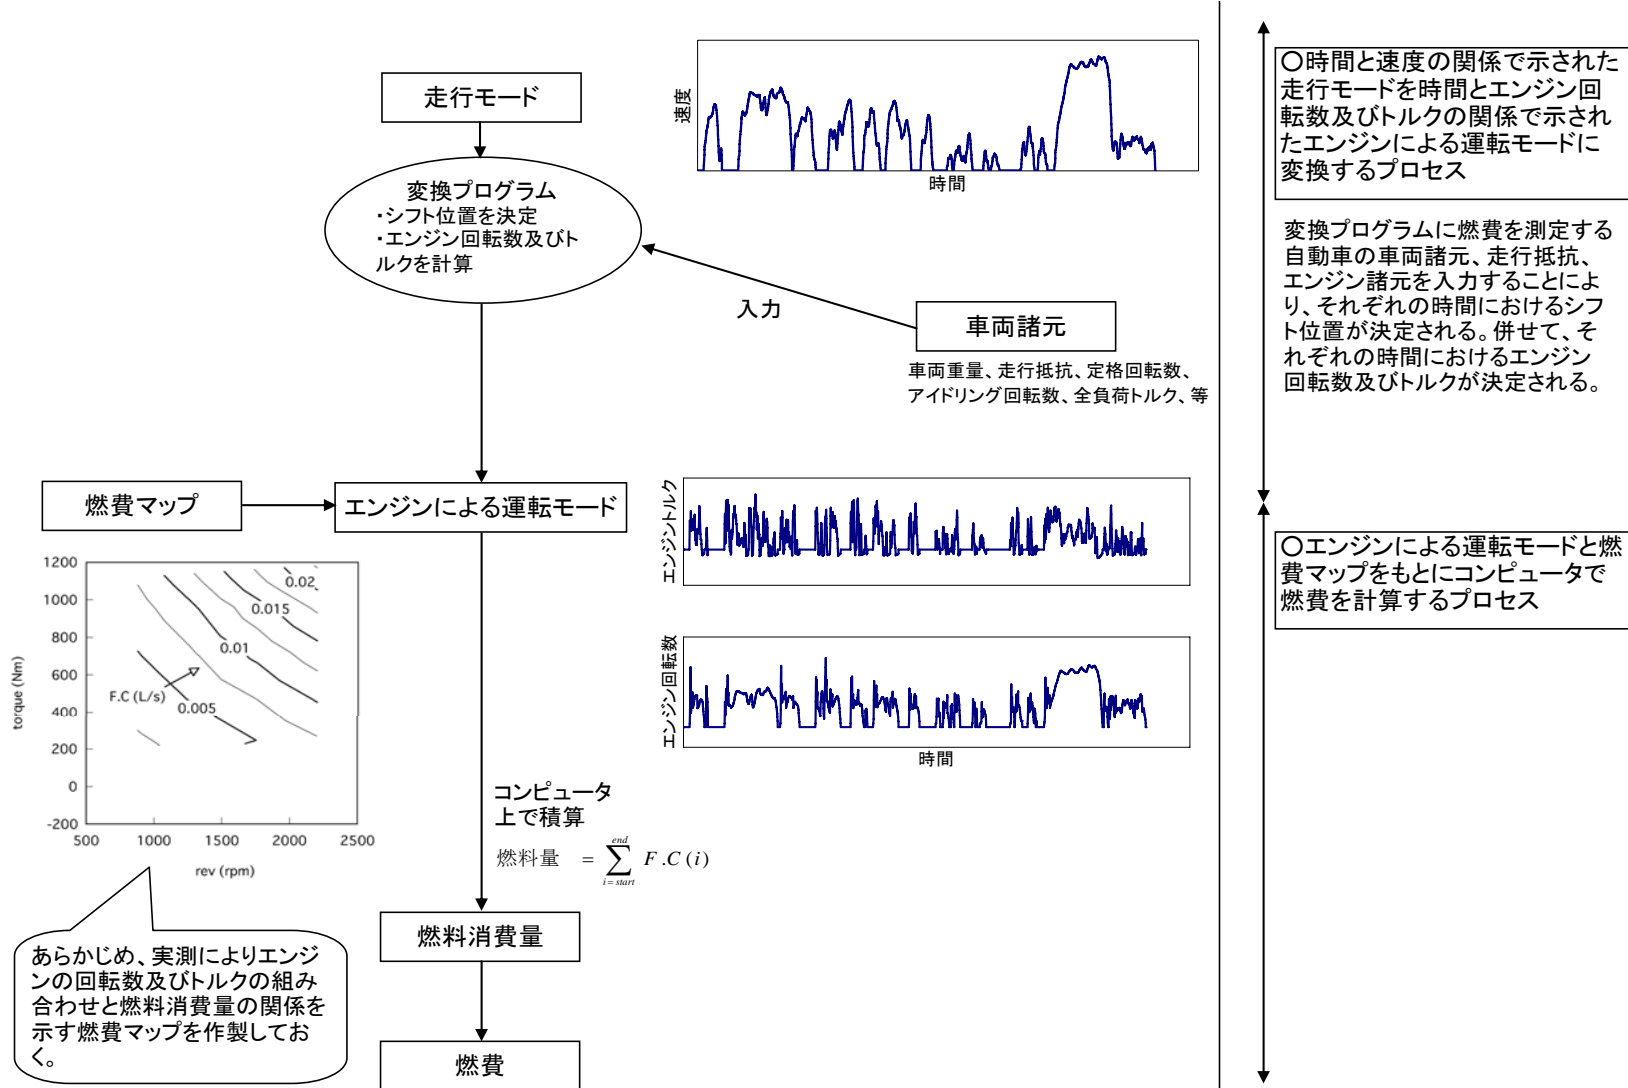 走行モード
変換プログラム
・シフト位置を決定
・エンジン回転数及びト
ルクを計算
速度
時間
入力
車両諸元
車両重量、走行抵抗、定格回転数、
アイドリング回転数、全負荷トルク、等
燃費マップ
エンジンによる運転モード
エンジントルク
エンジン回転数
時間
torque (Nm)
1200
1000
800
600
400
200
0
-200
500
1000
1500
2000
2500
rev (rpm)
0.02
0.015
0.01
F.C (L/s)
0.005
コンピュータ
上で積算
燃料量 = ∑ F.C(i)
end
i=start
燃料消費量
燃費
あらかじめ、実測によりエンジ
ンの回転数及びトルクの組み
合わせと燃料消費量の関係を
示す燃費マップを作製してお
く。
○時間と速度の関係で示された
走行モードを時間とエンジン回
転数及びトルクの関係で示され
たエンジンによる運転モードに
変換するプロセス
変換プログラムに燃費を測定する
自動車の車両諸元、走行抵抗、
エンジン諸元を入力することによ
り、それぞれの時間におけるシフ
ト位置が決定される。併せて、そ
れぞれの時間におけるエンジン
回転数及びトルクが決定される。
○エンジンによる運転モードと燃
費マップをもとにコンピュータで
燃費を計算するプロセス